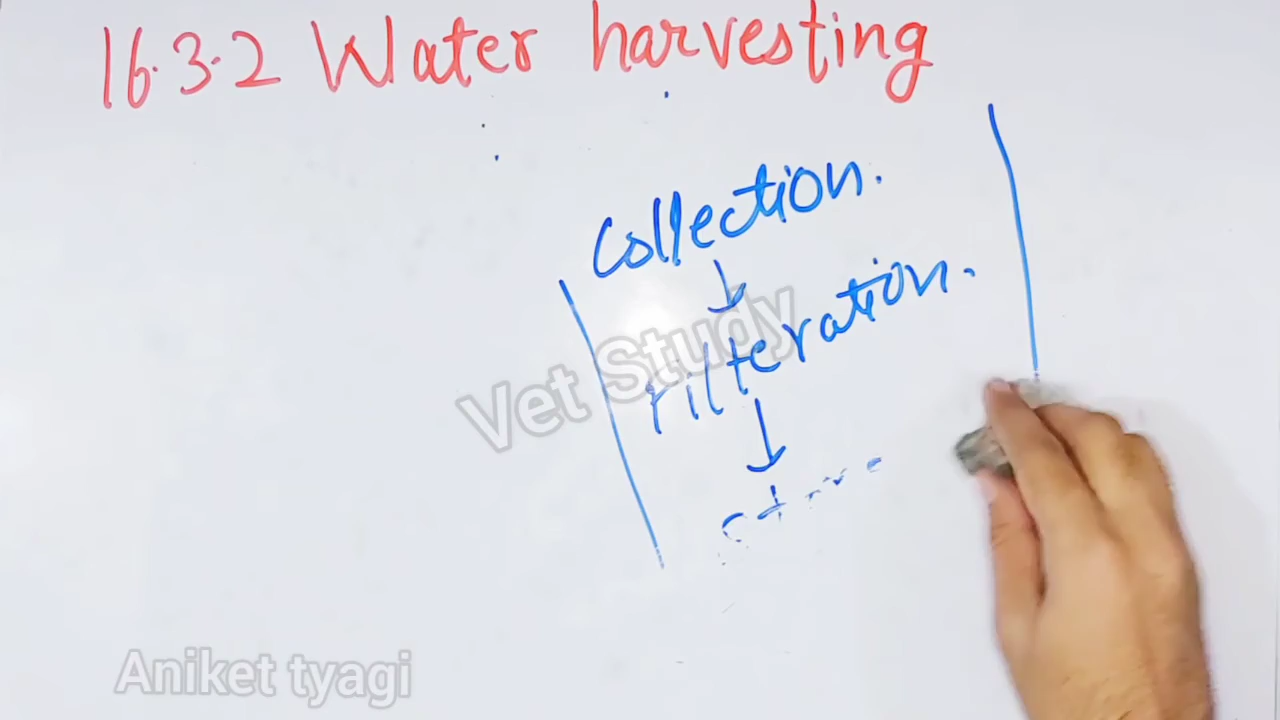 16.3.2 Water harvesting
Collection.
↓
Filteration.
↓
Vet Study
Aniket tyagi